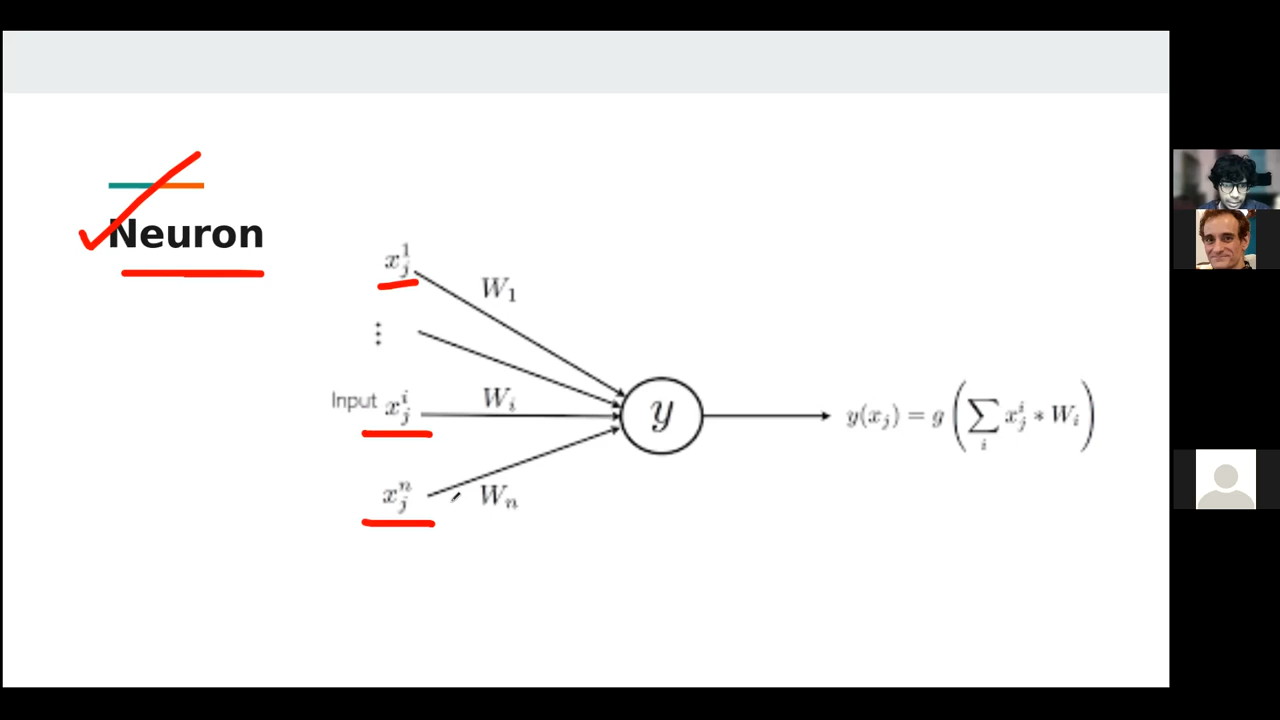 Neuron
x_j^1
W_1
⋮
Input x_j^i
W_i
y
y(x_j) = g(∑_i x_j^i * W_i)
x_j^n
W_n